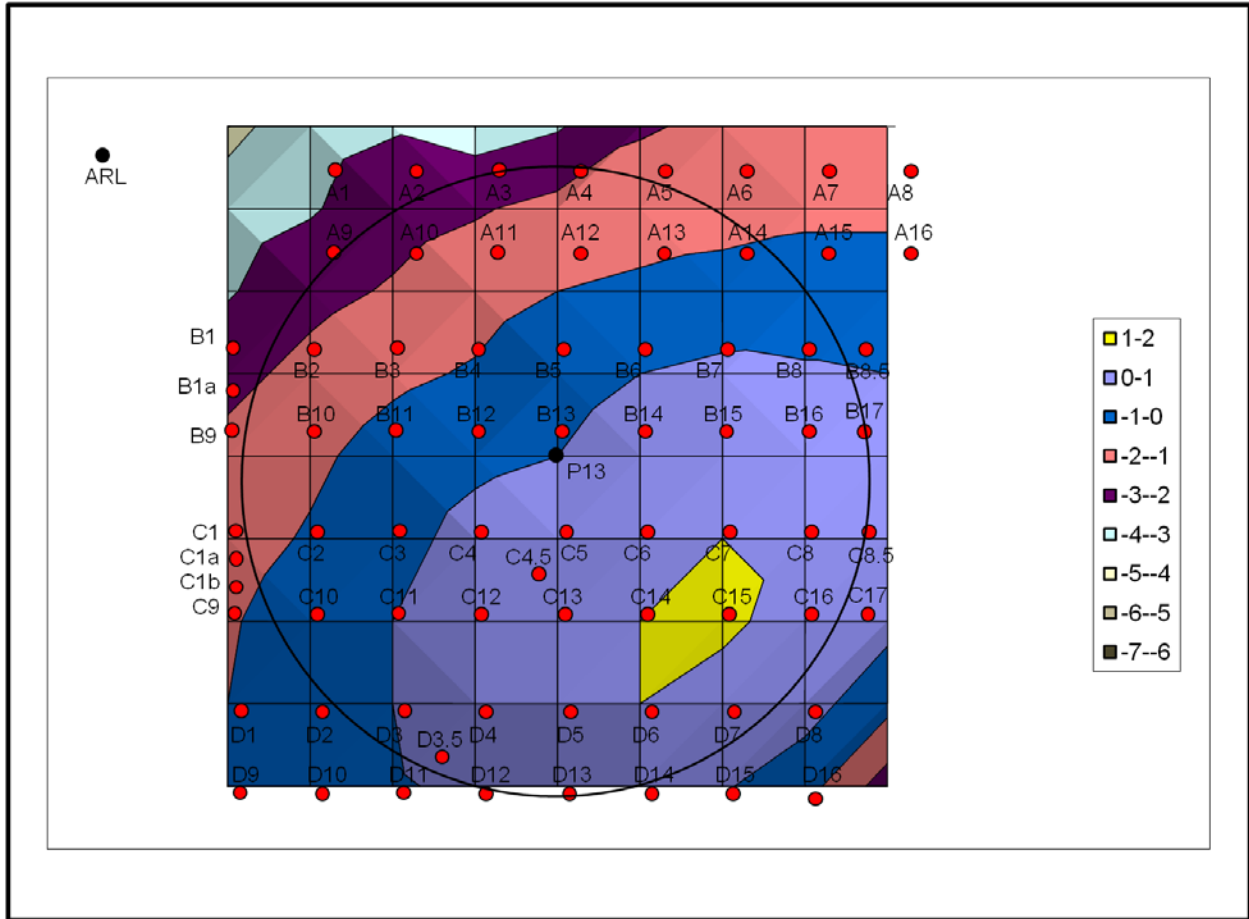 ARL
A1 A2 A3 A4 A5 A6 A7 A8
A9 A10 A11 A12 A13 A14 A15 A16
B1
B2 B3 B4 B5 B6 B7 B8 B8.5
B1a
B10 B11 B12 B13 B14 B15 B16 B17
B9
P13
C1
C2 C3 C4 C4.5 C5 C6 C7 C8 C8.5
C1a
C1b
C9 C10 C11 C12 C13 C14 C15 C16 C17
D1 D2 D3 D3.5 D4 D5 D6 D7 D8
D9 D10 D11 D12 D13 D14 D15 D16
1-2
0-1
-1-0
-2--1
-3--2
-4--3
-5--4
-6--5
-7--6